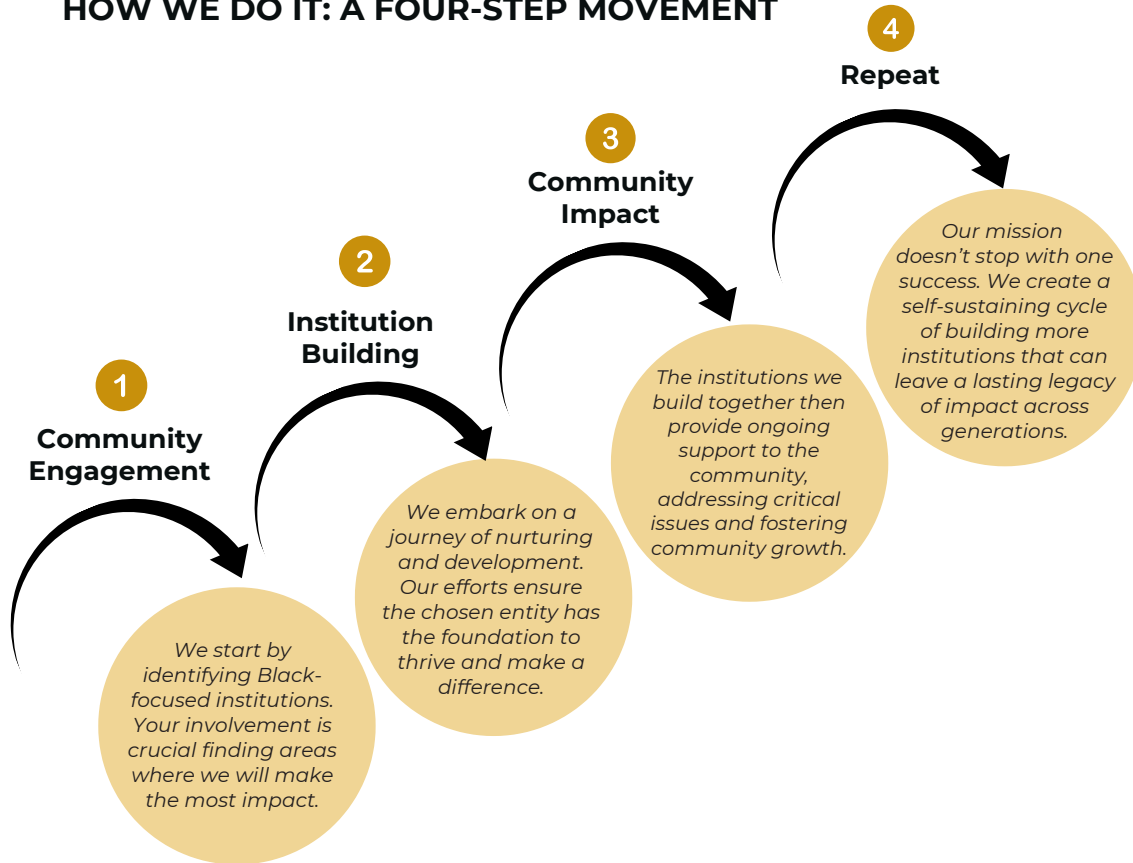 HOW WE DO IT: A FOUR-STEP MOVEMENT
1
Community
Engagement
We start by
identifying Black-
focused institutions.
Your involvement is
crucial finding areas
where we will make
the most impact.
2
Institution
Building
We embark on a
journey of nurturing
and development.
Our efforts ensure
the chosen entity has
the foundation to
thrive and make a
difference.
3
Community
Impact
The institutions we
build together then
provide ongoing
support to the
community,
addressing critical
issues and fostering
community growth.
4
Repeat
Our mission
doesn’t stop with one
success. We create a
self-sustaining cycle
of building more
institutions that can
leave a lasting legacy
of impact across
generations.